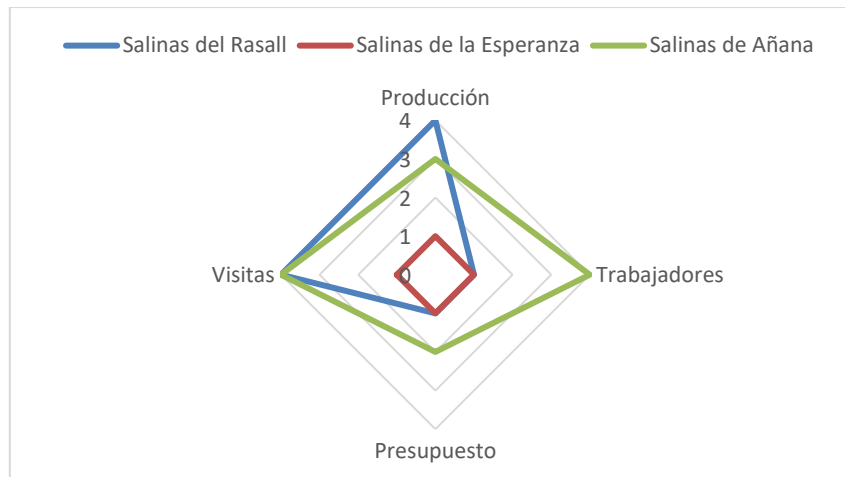 Salinas del Rasall Salinas de la Esperanza Salinas de Añana
Producción
4
3
2
1
0
Visitas
Trabajadores
Presupuesto